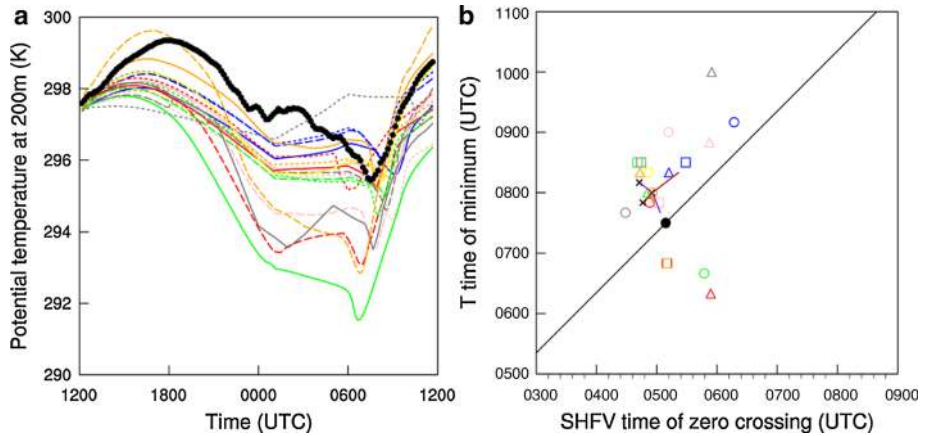 a
Potential temperature at 200m (K)
300
298
296
294
292
290
1200 1800 0000 0600 1200
Time (UTC)
b
T time of minimum (UTC)
1100
1000
0900
0800
0700
0600
0500
0300 0400 0500 0600 0700 0800 0900
SHFV time of zero crossing (UTC)